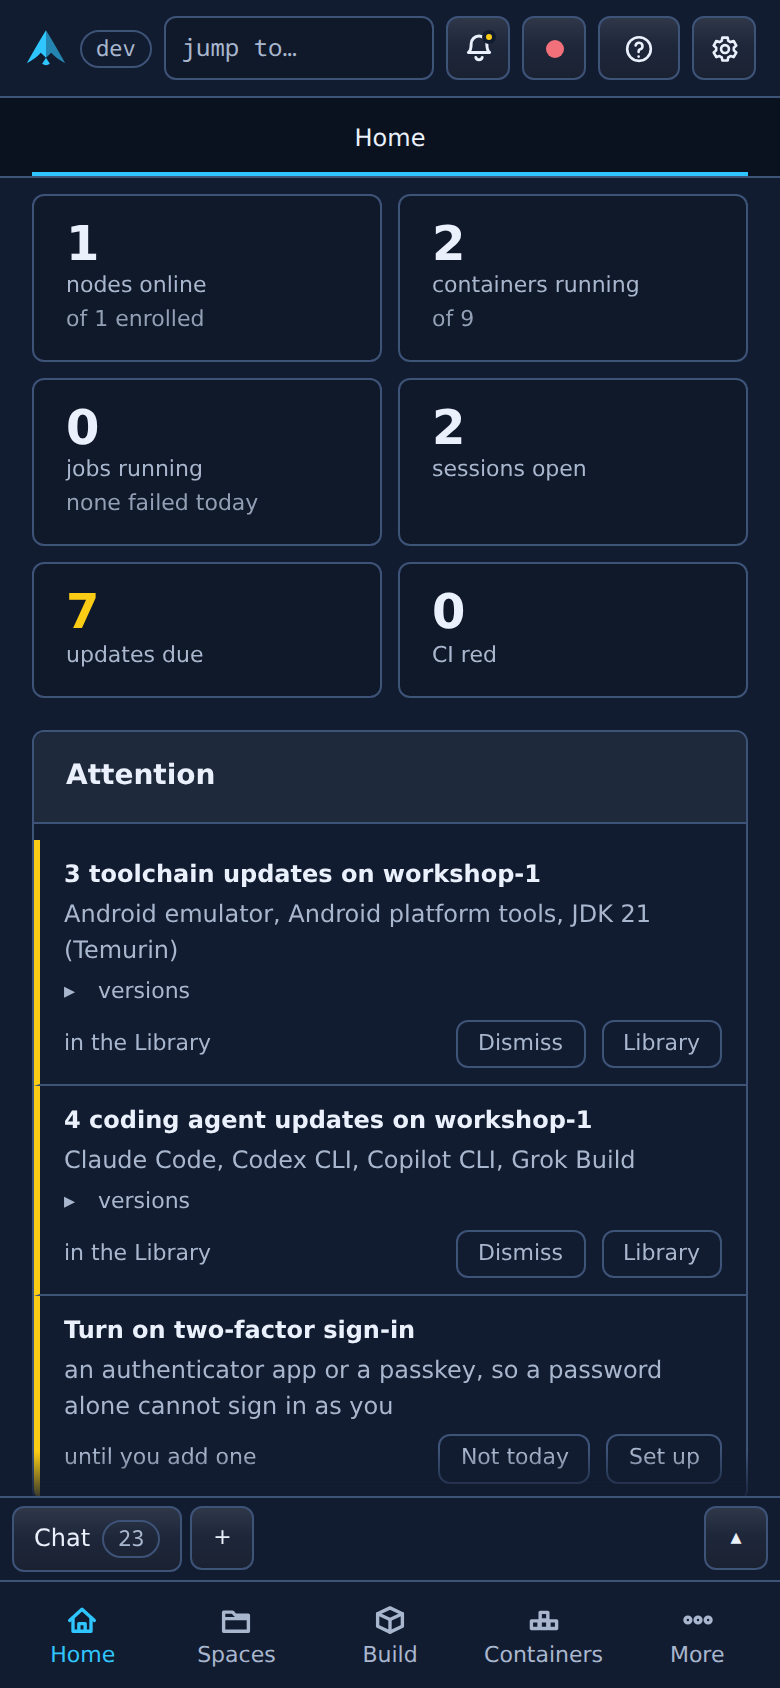 dev
jump to…
Home
1
nodes online
of 1 enrolled
2
containers running
of 9
0
jobs running
none failed today
2
sessions open
7
updates due
0
CI red
Attention
3 toolchain updates on workshop-1
Android emulator, Android platform tools, JDK 21
(Temurin)
▸ versions
in the Library
Dismiss
Library
4 coding agent updates on workshop-1
Claude Code, Codex CLI, Copilot CLI, Grok Build
▸ versions
in the Library
Dismiss
Library
Turn on two-factor sign-in
an authenticator app or a passkey, so a password
alone cannot sign in as you
until you add one
Not today
Set up
Chat 23
+
▲
Home
Spaces
Build
Containers
More